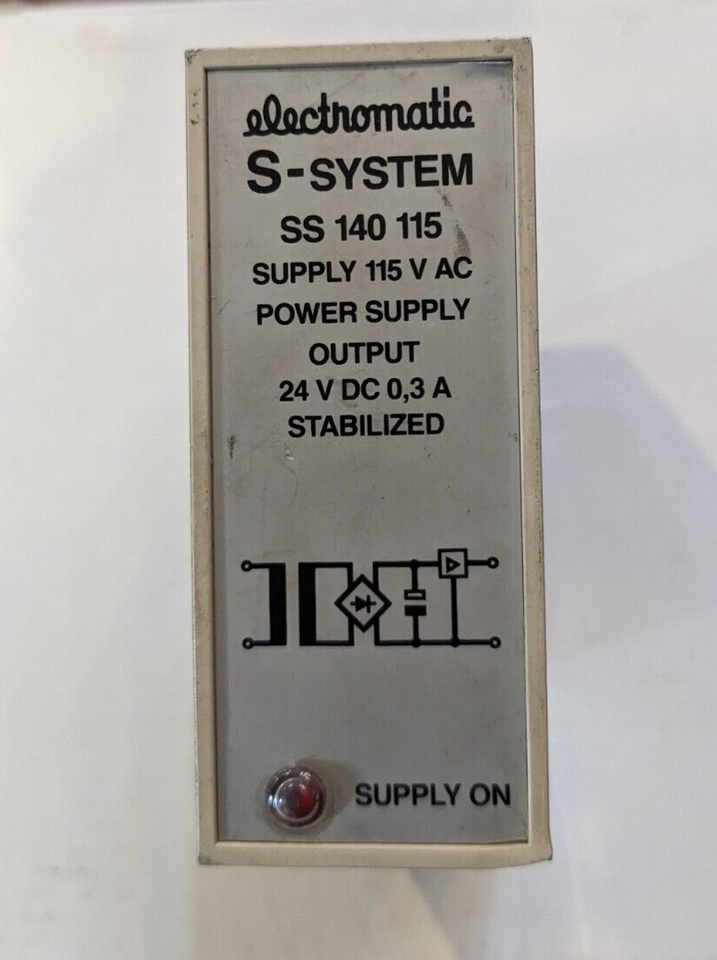 electromatic
S-SYSTEM
SS 140 115
SUPPLY 115 V AC
POWER SUPPLY
OUTPUT
24 V DC 0,3 A
STABILIZED
SUPPLY ON